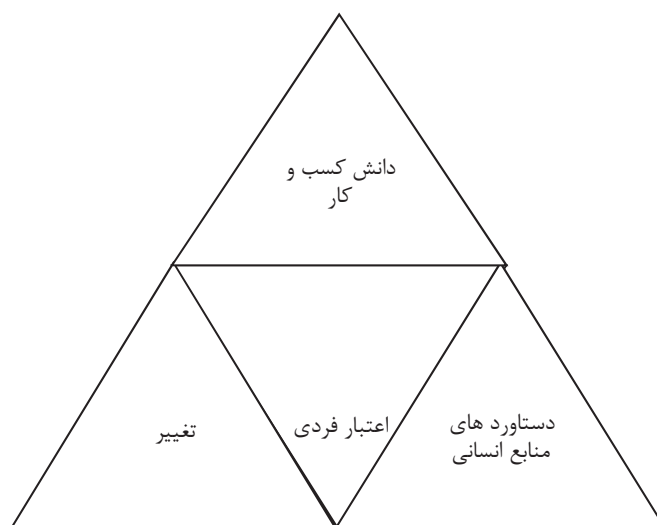 دانش کسب و
کار
دستاورد های
منابع انسانی
اعتبار فردی
تغییر